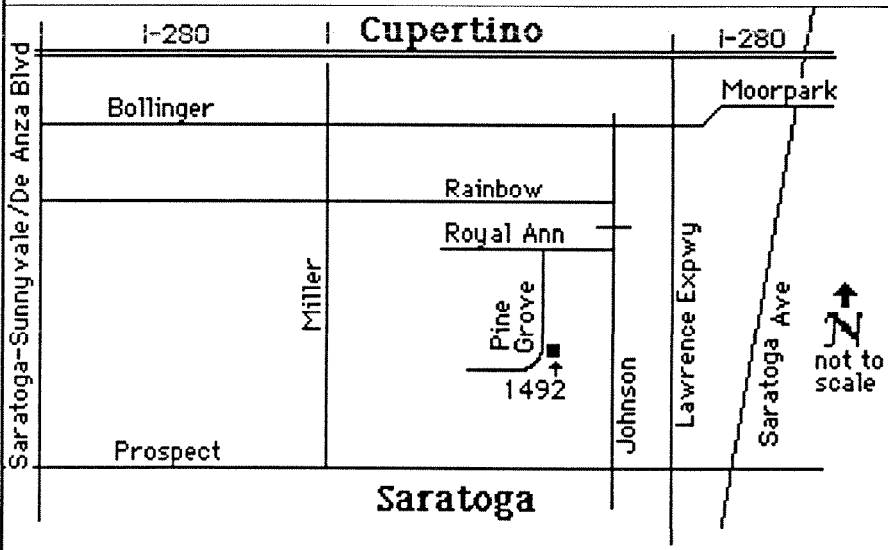 I-280
Cupertino
I-280
Moorpark
Bollinger
Saratoga-Sunnyvale/De Anza Blvd
Rainbow
Royal Ann
Miller
Pine
Grove
1492
Johnson
Lawrence Expwy
Saratoga Ave
N
not to
scale
Prospect
Saratoga